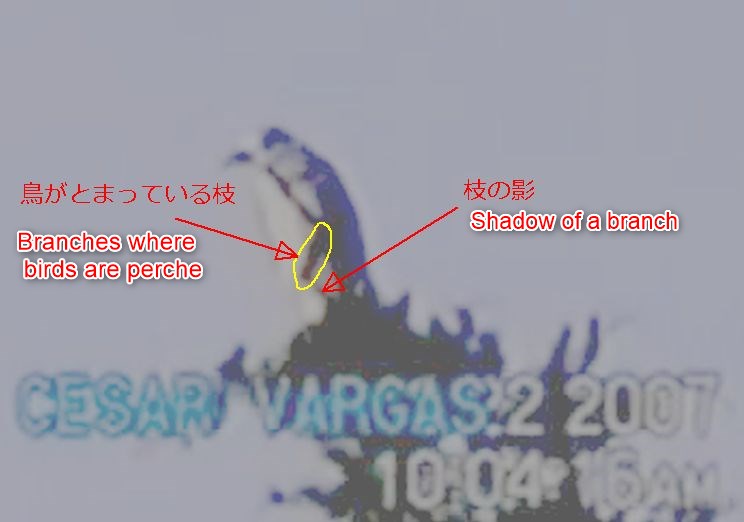 鳥がとまっている枝
枝の影
Shadow of a branch
Branches where
birds are perche
CESAR VARGAS 22 2007
10:04:16AM